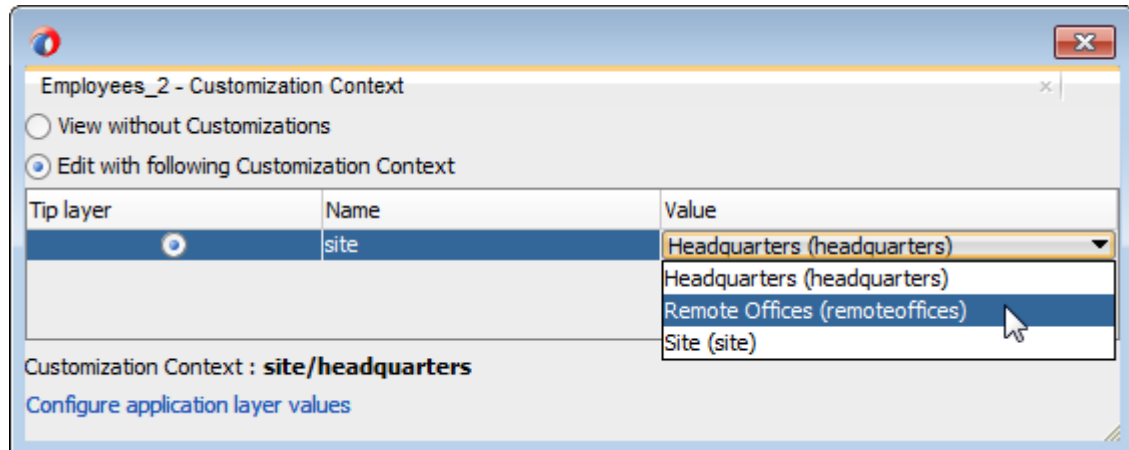 Employees_2 - Customization Context
View without Customizations
Edit with following Customization Context
Tip layer Name Value
site Headquarters (headquarters)
Headquarters (headquarters)
Remote Offices (remoteoffices)
Site (site)
Customization Context : site/headquarters
Configure application layer values